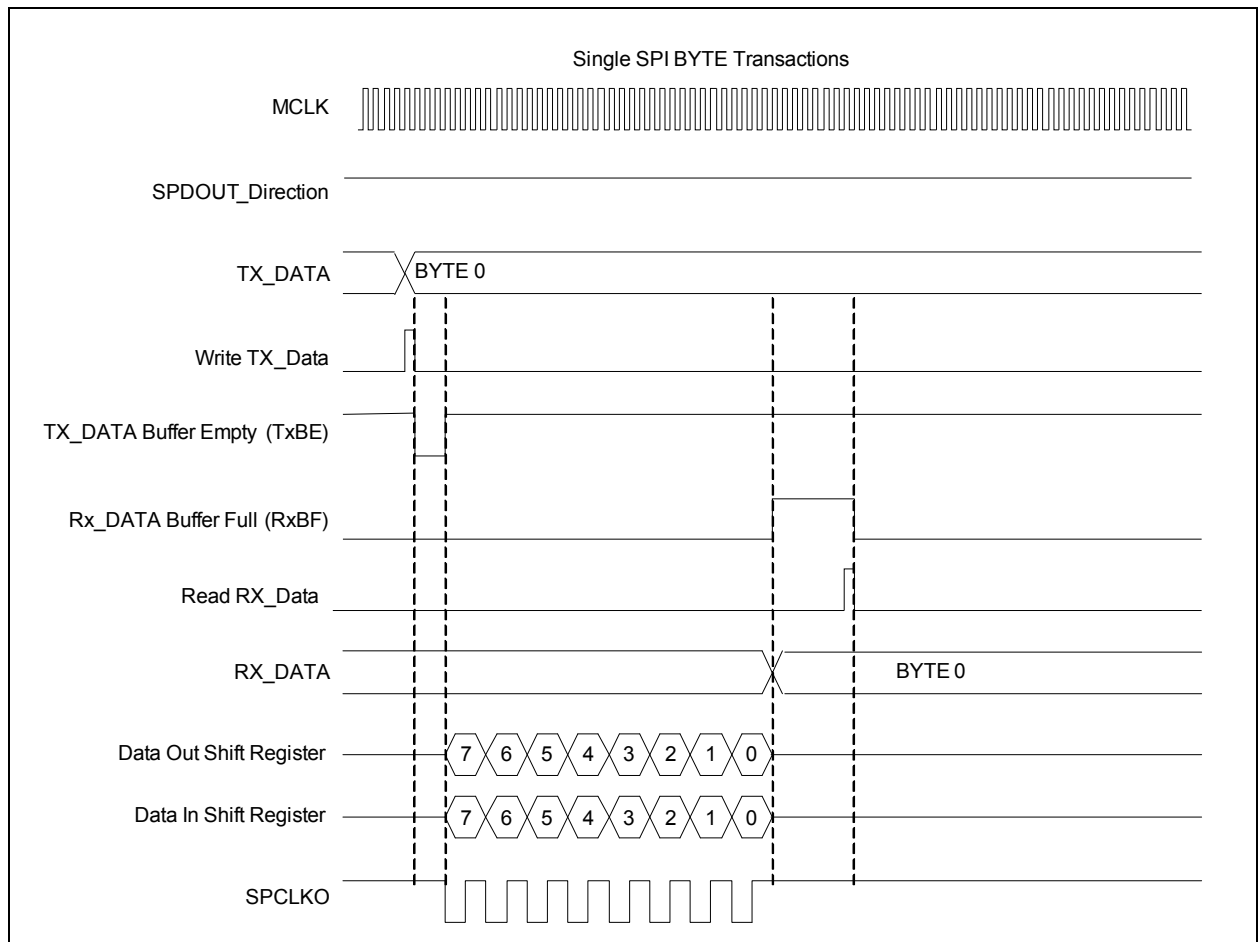 Single SPI BYTE Transactions
MCLK
SPDOUT_Direction
TX_DATA
BYTE 0
Write TX_Data
TX_DATA Buffer Empty (TxBE)
Rx_DATA Buffer Full (RxBF)
Read RX_Data
RX_DATA
BYTE 0
Data Out Shift Register
7 6 5 4 3 2 1 0
Data In Shift Register
7 6 5 4 3 2 1 0
SPCLKO